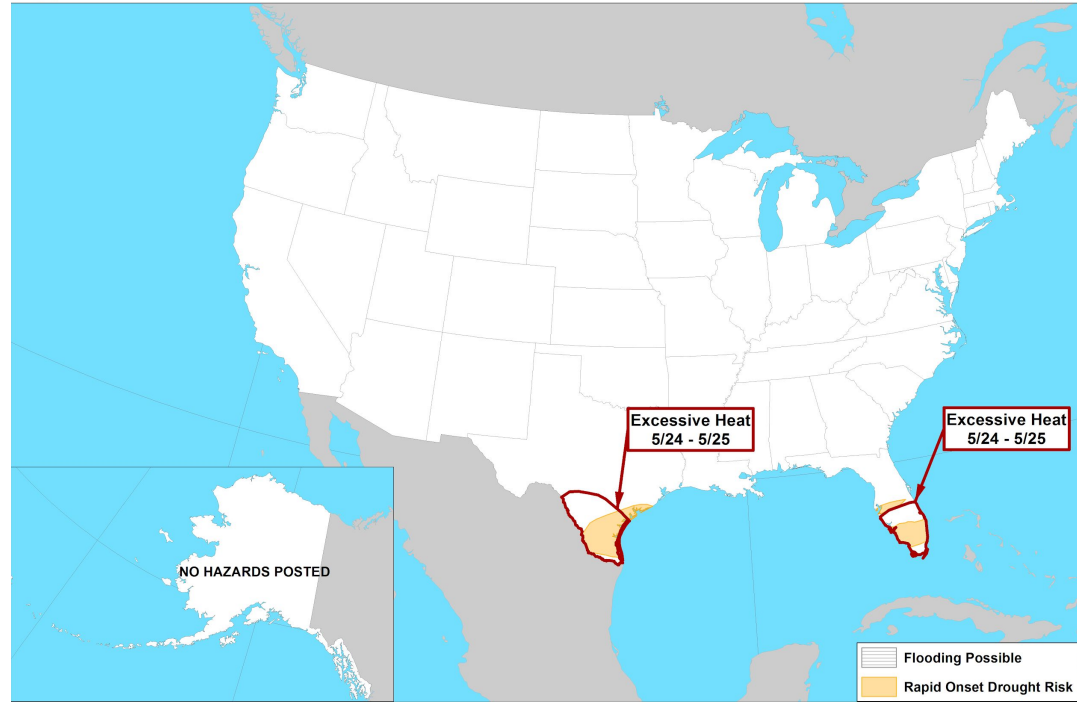 Excessive Heat
5/24 - 5/25
Excessive Heat
5/24 - 5/25
NO HAZARDS POSTED
Flooding Possible
Rapid Onset Drought Risk